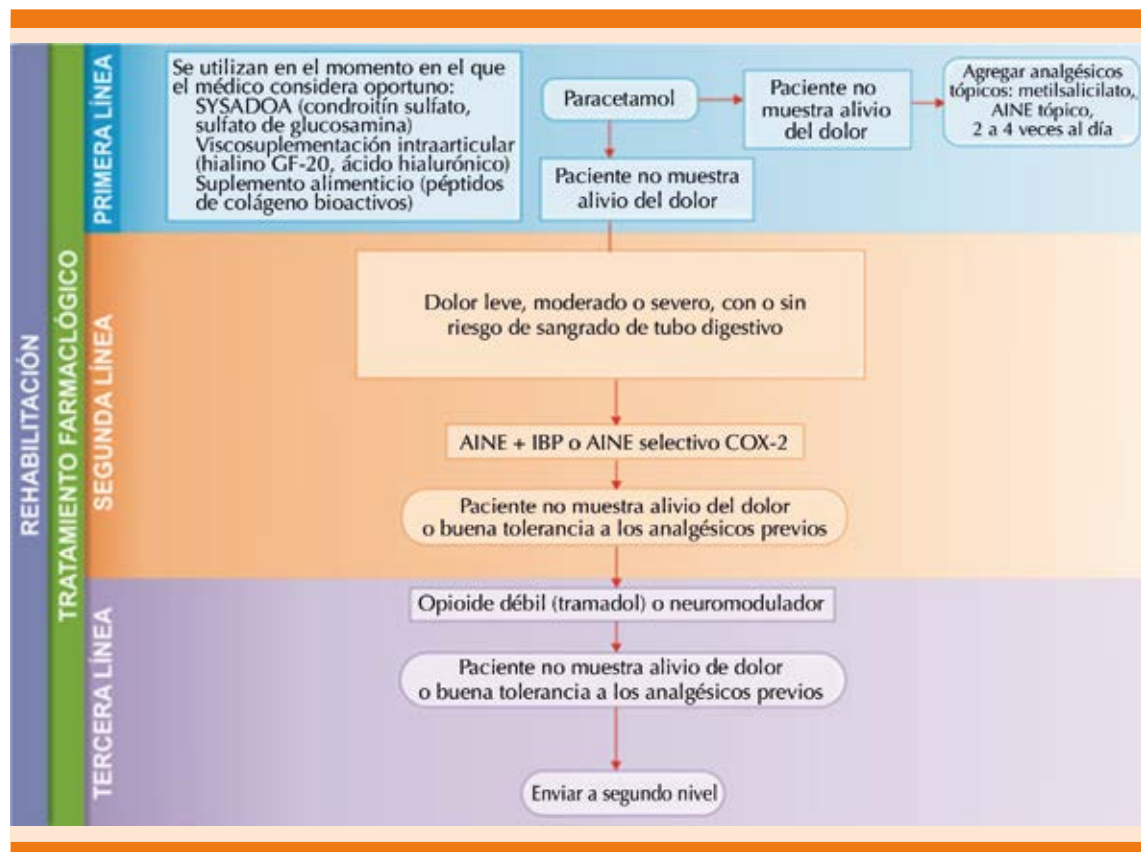 REHABILITACIÓN
TRATAMIENTO FARMACLÓGICO
PRIMERA LÍNEA
Se utilizan en el momento en el que
el médico considera oportuno:
SYSADOA (condroitín sulfato,
sulfato de glucosamina)
Viscosuplementación intraarticular
(hialino GF-20, ácido hialurónico)
Suplemento alimenticio (péptidos
de colágeno bioactivos)
Paracetamol
Paciente no
muestra alivio
del dolor
Agregar analgésicos
tópicos: metilsalicilato,
AINE tópico,
2 a 4 veces al día
Paciente no muestra
alivio del dolor
SEGUNDA LÍNEA
Dolor leve, moderado o severo, con o sin
riesgo de sangrado de tubo digestivo
AINE + IBP o AINE selectivo COX-2
Paciente no muestra alivio del dolor
o buena tolerancia a los analgésicos previos
TERCERA LÍNEA
Opioide débil (tramadol) o neuromodulador
Paciente no muestra alivio de dolor
o buena tolerancia a los analgésicos previos
Enviar a segundo nivel